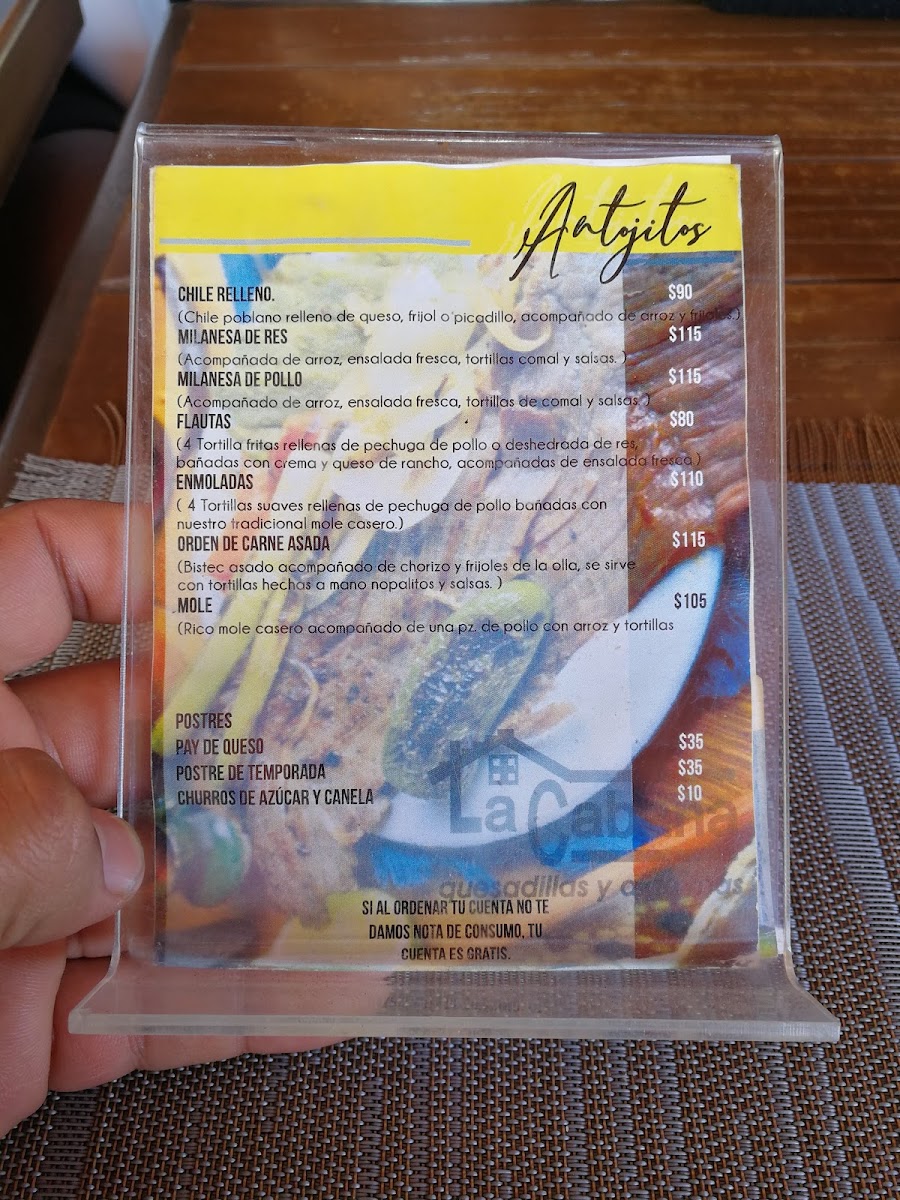 Antojitos
CHILE RELLENO. $90
(Chile poblano relleno de queso, frijol o picadillo, acompañado de arroz y frijoles.)
MILANESA DE RES $115
(Acompañada de arroz, ensalada fresca, tortillas comal y salsas. )
MILANESA DE POLLO $115
(Acompañado de arroz, ensalada fresca, tortillas de comal y salsas. )
FLAUTAS $80
(4 Tortilla fritas rellenas de pechuga de pollo o deshedrada de res,
bañadas con crema y queso de rancho, acompañadas de ensalada fresca )
ENMOLADAS $110
( 4 Tortillas suaves rellenas de pechuga de pollo bañadas con
nuestro tradicional mole casero.)
ORDEN DE CARNE ASADA $115
(Bistec asado acompañado de chorizo y frijoles de la olla, se sirve
con tortillas hechas a mano nopalitos y salsas. )
MOLE $105
(Rico mole casero acompañado de una pz. de pollo con arroz y tortillas
POSTRES
PAY DE QUESO $35
POSTRE DE TEMPORADA $35
CHURROS DE AZÚCAR Y CANELA $10
La Cabaña
quesadillas y
SI AL ORDENAR TU CUENTA NO TE
DAMOS NOTA DE CONSUMO, TU
CUENTA ES GRATIS.